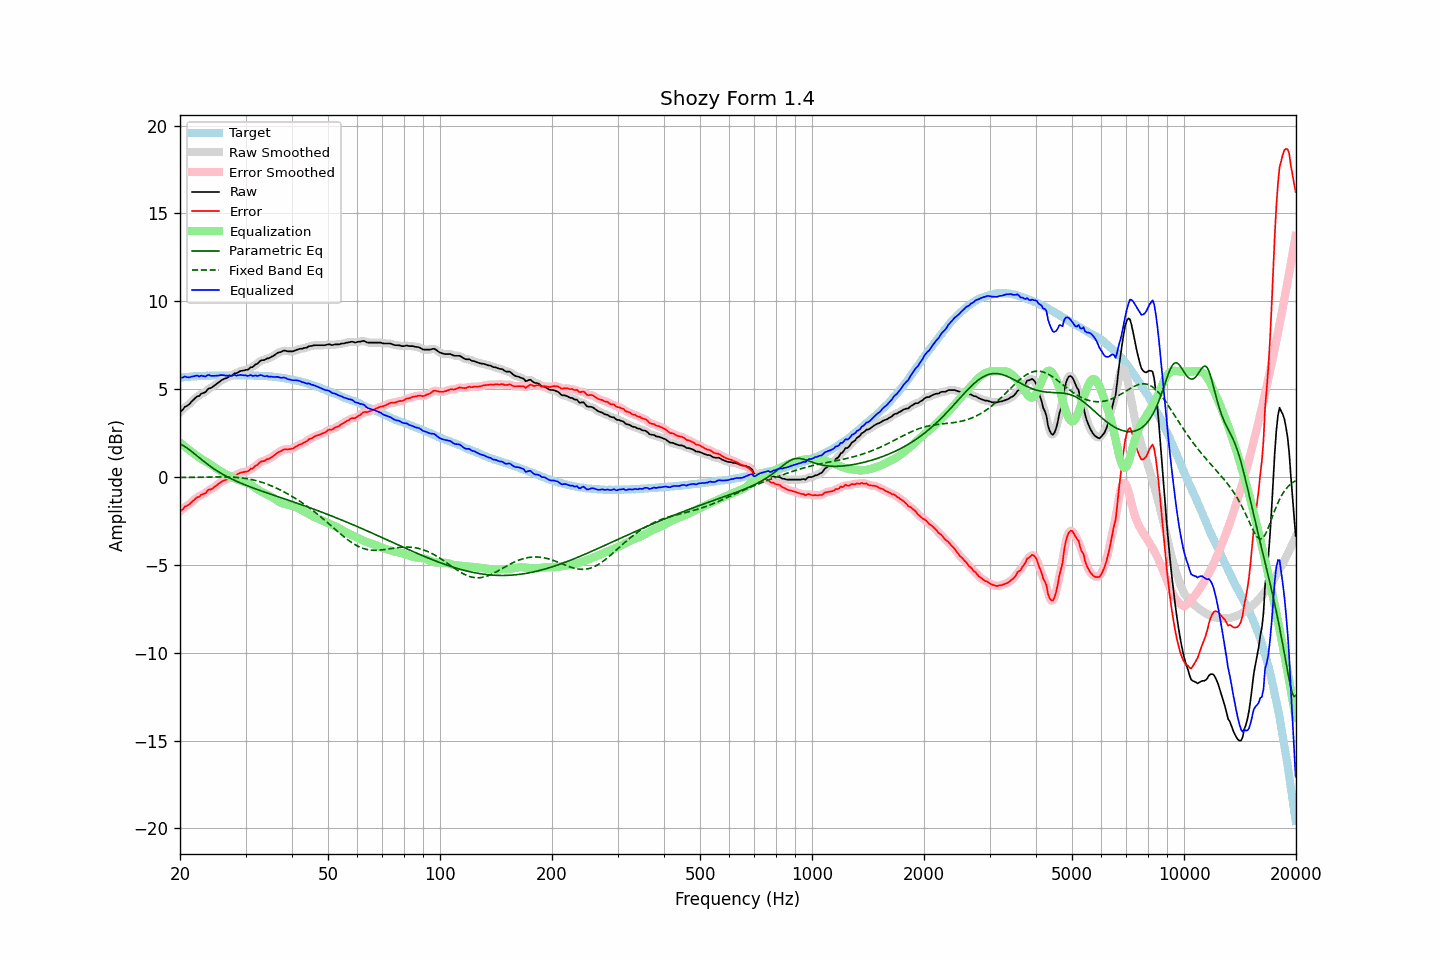 Shozy Form 1.4
Target
Raw Smoothed
Error Smoothed
Raw
Error
Equalization
Parametric Eq
Fixed Band Eq
Equalized
20
15
10
5
0
−5
−10
−15
−20
Amplitude (dBr)
20 50 100 200 500 1000 2000 5000 10000 20000
Frequency (Hz)